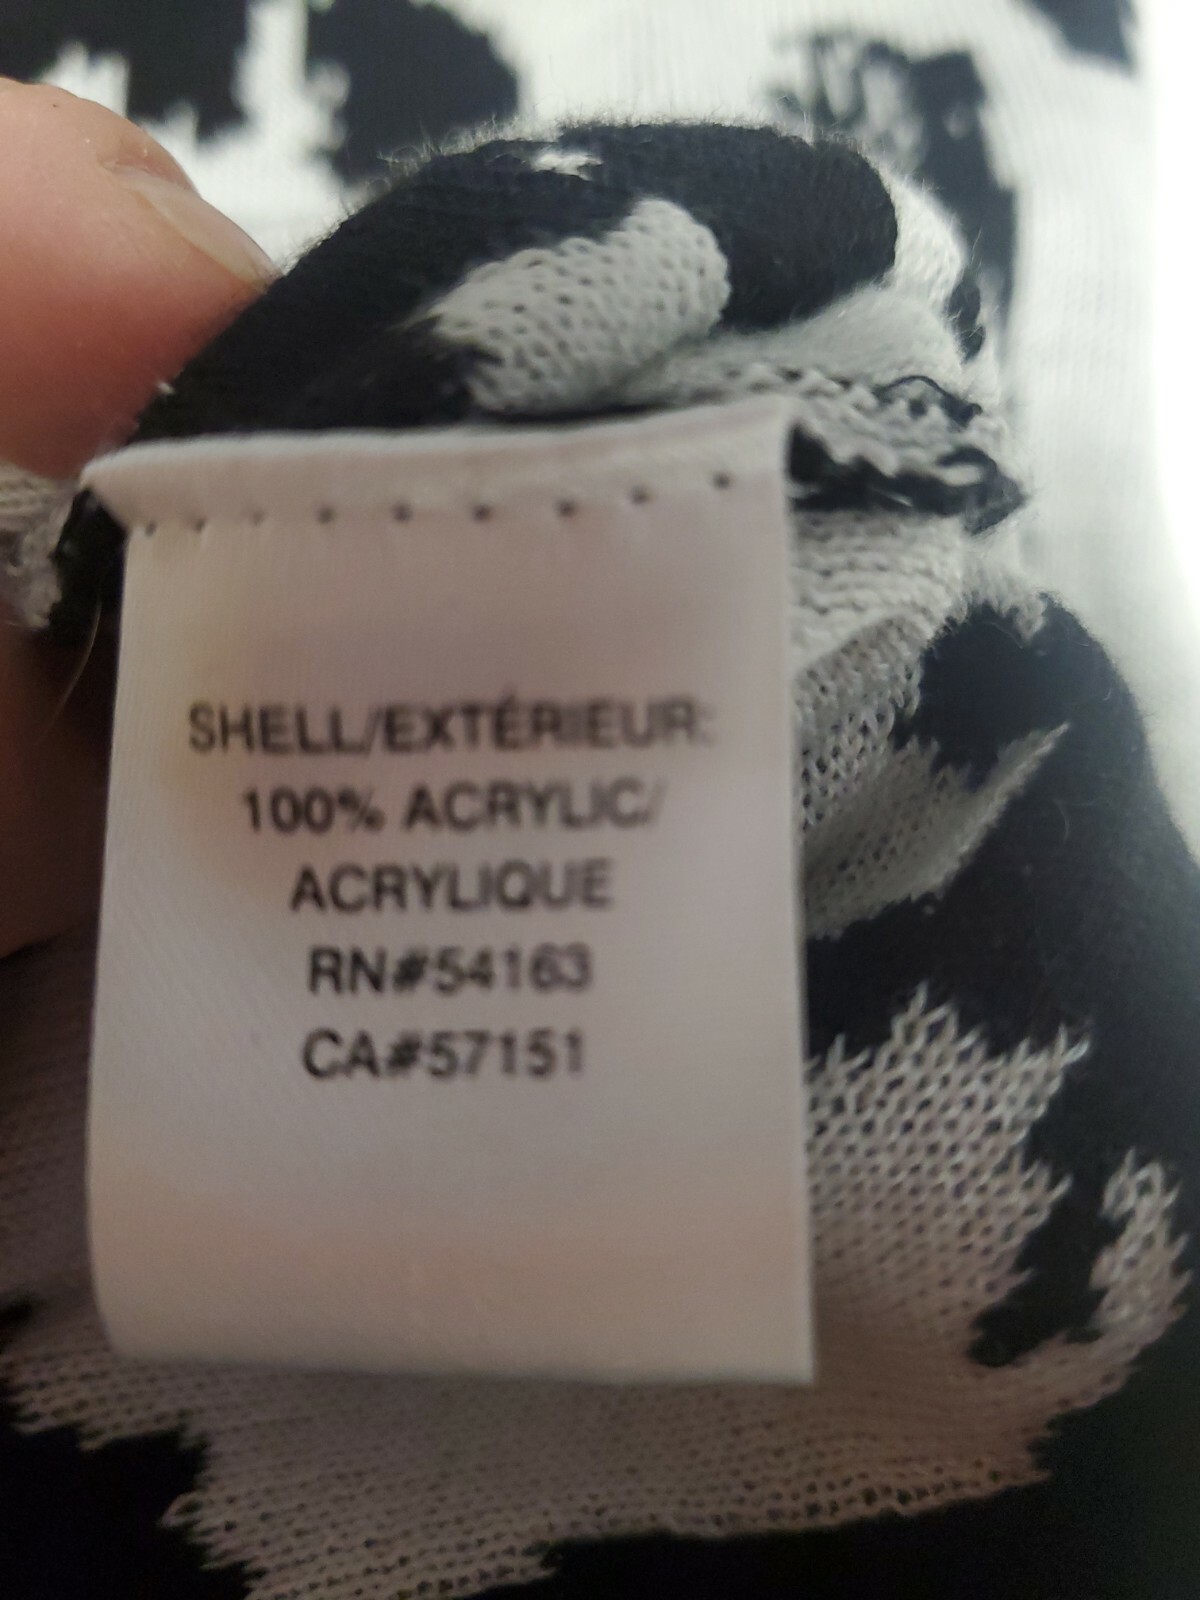 SHELL/EXTÉRIEUR:
100% ACRYLIC/
ACRYLIQUE
RN#54163
CA#57151